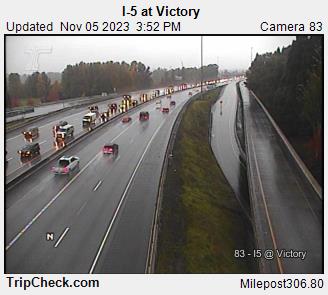 I-5 at Victory
Updated Nov 05 2023 3:52 PM Camera 83
N
83 - I5 @ Victory
TripCheck.com Milepost306.80